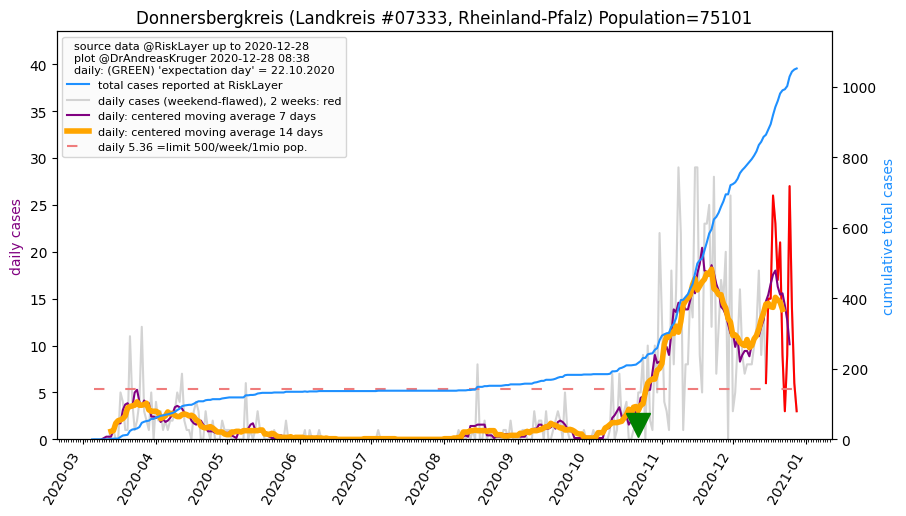 Donnersbergkreis (Landkreis #07333, Rheinland-Pfalz) Population=75101
source data @RiskLayer up to 2020-12-28
plot @DrAndreasKruger 2020-12-28 08:38
daily: (GREEN) 'expectation day' = 22.10.2020
total cases reported at RiskLayer
daily cases (weekend-flawed), 2 weeks: red
daily: centered moving average 7 days
daily: centered moving average 14 days
daily 5.36 =limit 500/week/1mio pop.
daily cases
40
35
30
25
20
15
10
5
0
cumulative total cases
1000
800
600
400
200
0
2020-03
2020-04
2020-05
2020-06
2020-07
2020-08
2020-09
2020-10
2020-11
2020-12
2021-01